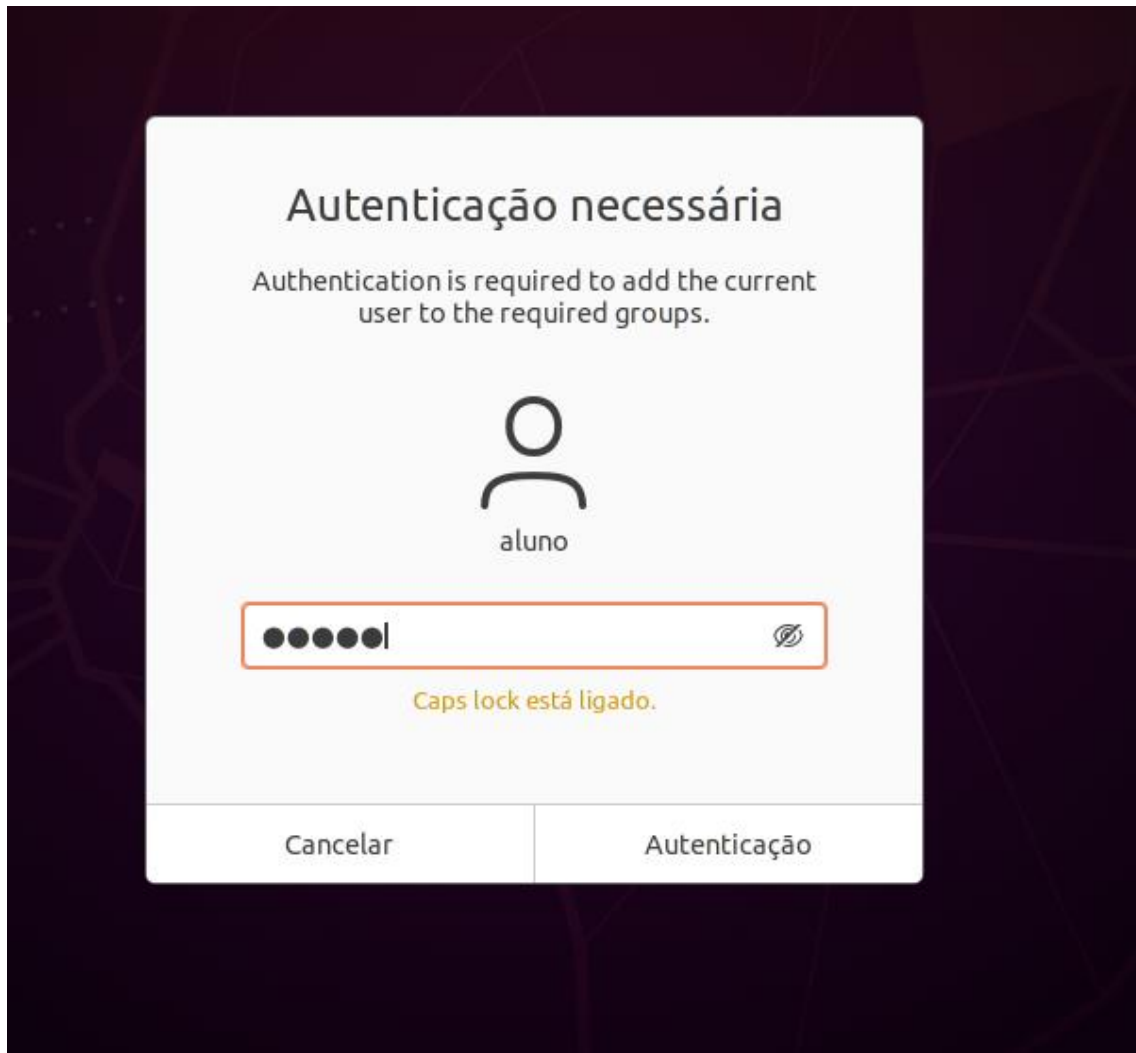 Autenticação necessária
Authentication is required to add the current
user to the required groups.
aluno
●●●●●
Caps lock está ligado.
Cancelar
Autenticação